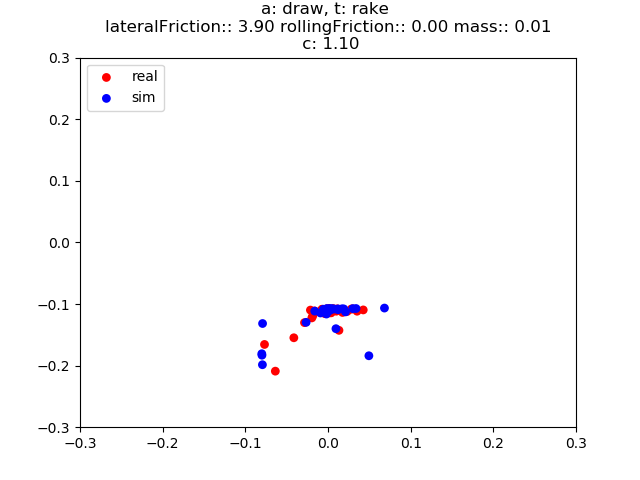 a: draw, t: rake
lateralFriction:: 3.90 rollingFriction:: 0.00 mass:: 0.01
c: 1.10
real
sim
0.3
0.2
0.1
0.0
−0.1
−0.2
−0.3
−0.3 −0.2 −0.1 0.0 0.1 0.2 0.3